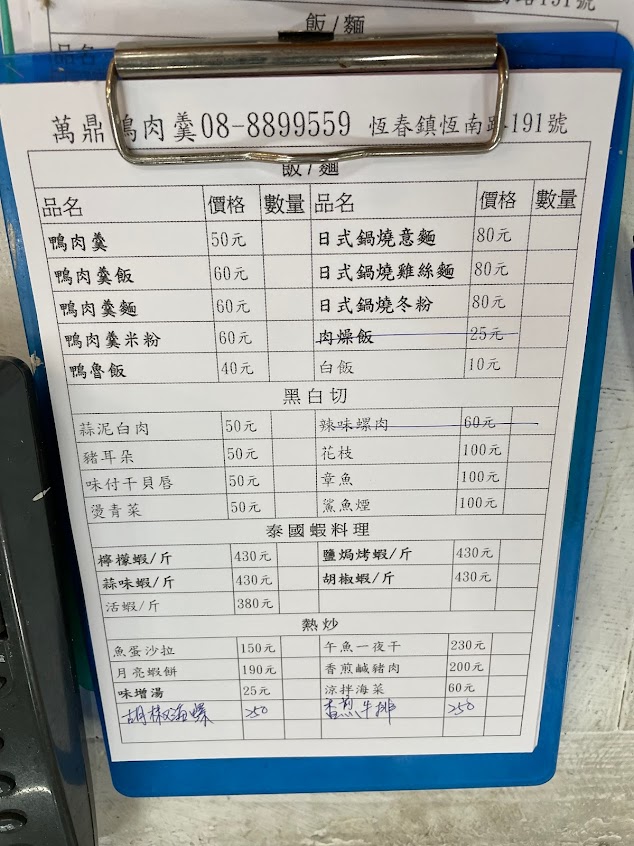 飯/麵
品名
萬鼎鴨肉羹08-8899559 恆春鎮恆南路191號
飯/麵
品名 價格 數量 品名 價格 數量
鴨肉羹 50元 日式鍋燒意麵 80元
鴨肉羹飯 60元 日式鍋燒雞絲麵 80元
鴨肉羹麵 60元 日式鍋燒冬粉 80元
鴨肉羹米粉 60元 肉燥飯 25元
鴨魯飯 40元 白飯 10元
黑白切
蒜泥白肉 50元 辣味螺肉 60元
豬耳朵 50元 花枝 100元
味付干貝唇 50元 章魚 100元
燙青菜 50元 鯊魚煙 100元
泰國蝦料理
檸檬蝦/斤 430元 鹽焗烤蝦/斤 430元
蒜味蝦/斤 430元 胡椒蝦/斤 430元
活蝦/斤 380元
熱炒
魚蛋沙拉 150元 午魚一夜干 230元
月亮蝦餅 190元 香煎鹹豬肉 200元
味增湯 25元 涼拌海菜 60元
胡椒海螺 250 香煎牛排 250